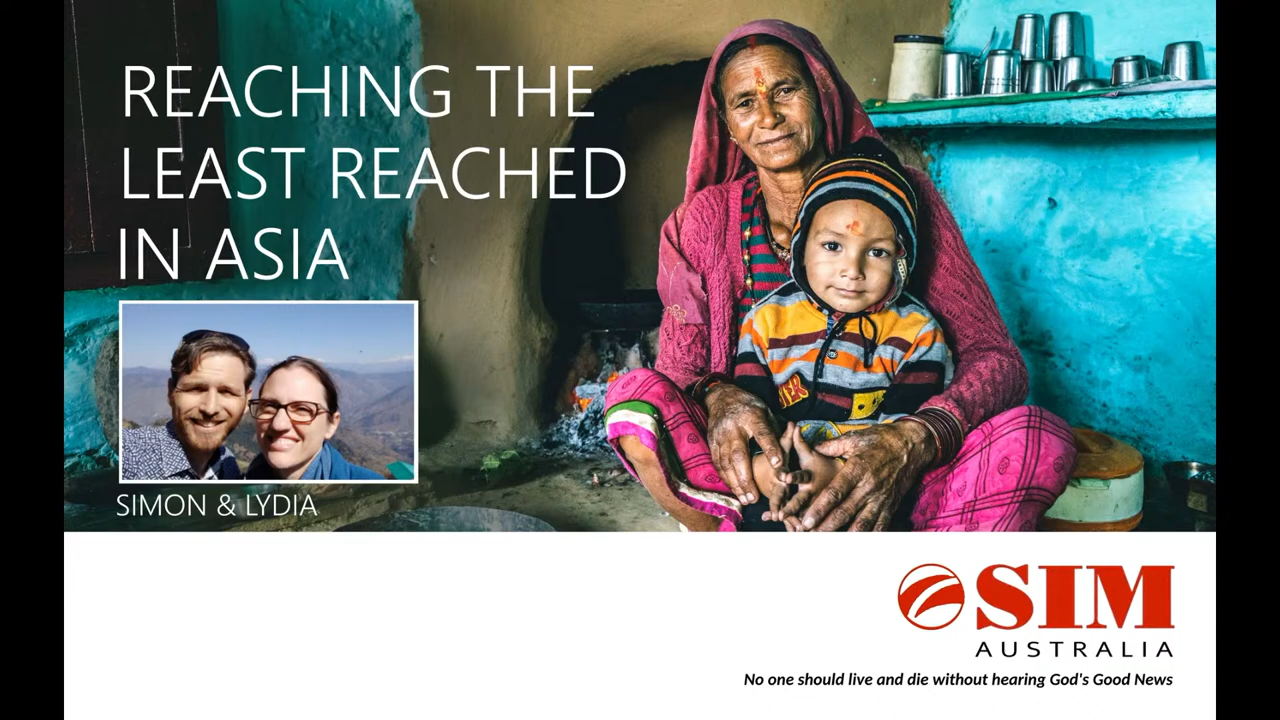 REACHING THE
LEAST REACHED
IN ASIA
SIMON & LYDIA
SIM
AUSTRALIA
No one should live and die without hearing God's Good News